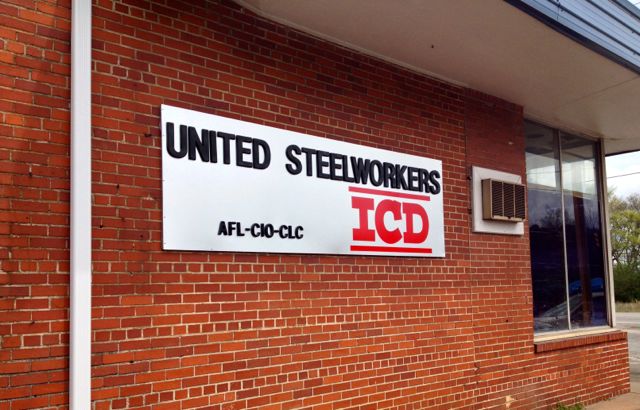 UNITED STEELWORKERS
AFL-CIO-CLC
ICD